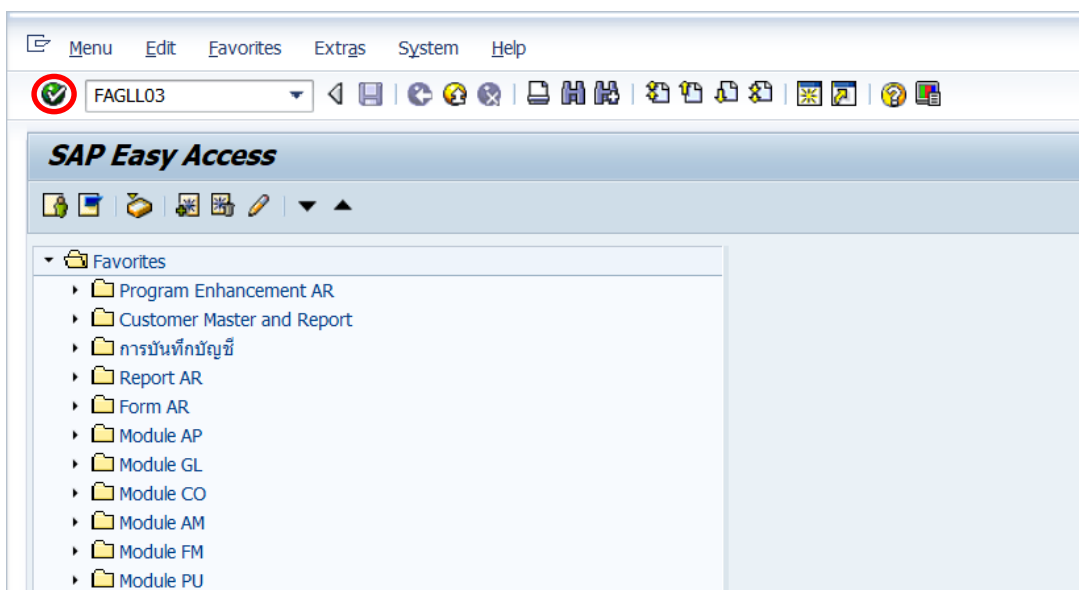 Menu Edit Favorites Extras System Help
FAGLL03
SAP Easy Access
Favorites
Program Enhancement AR
Customer Master and Report
การบันทึกบัญชี
Report AR
Form AR
Module AP
Module GL
Module CO
Module AM
Module FM
Module PU